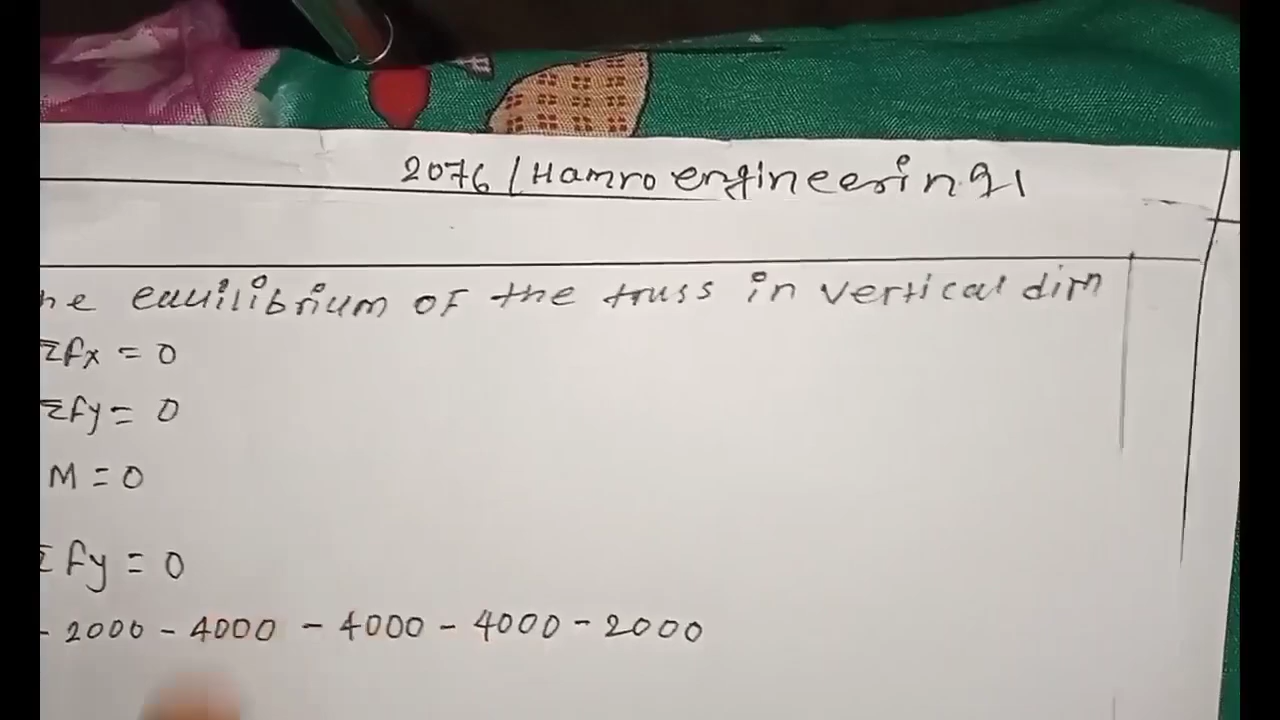 2076 / Hamro engineering
he equilibrium of the truss in vertical dirn
Σfx = 0
Σfy = 0
M = 0
Σfy = 0
- 2000 - 4000 - 4000 - 4000 - 2000